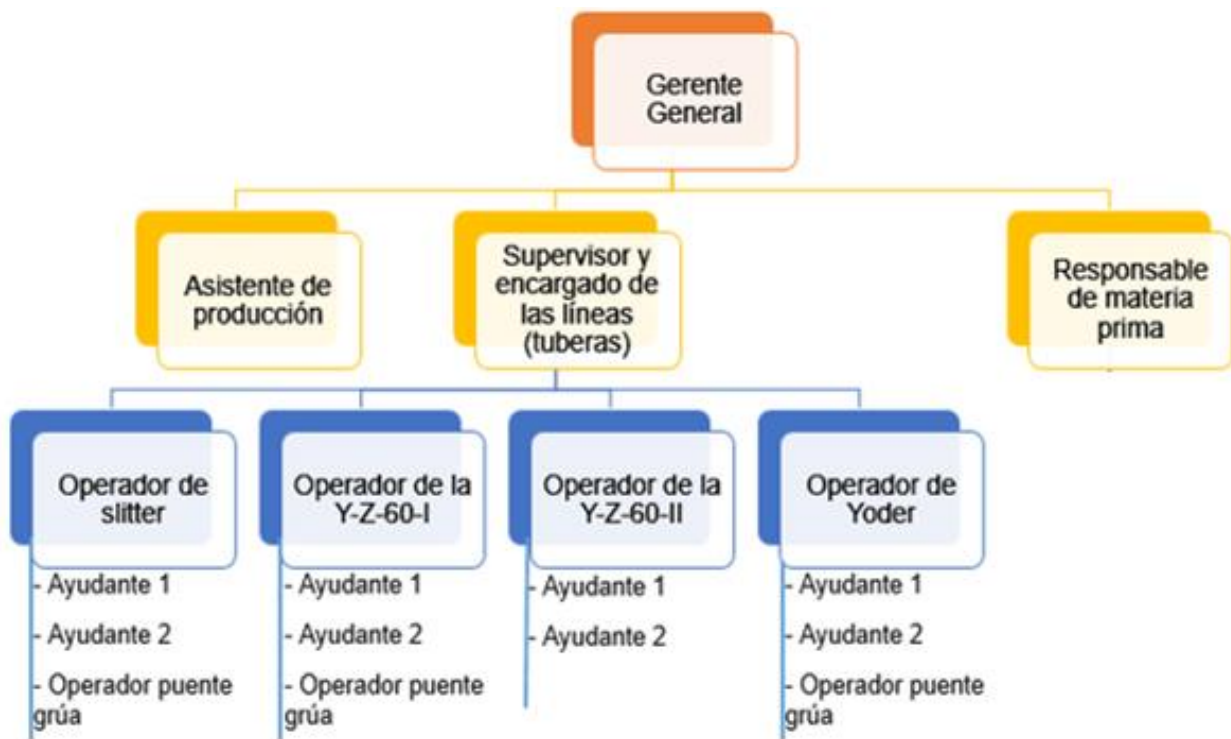 Gerente
General
Asistente de
producción
Supervisor y
encargado de
las líneas
(tuberas)
Responsable
de materia
prima
Operador de
slitter
- Ayudante 1
- Ayudante 2
- Operador puente
grúa
Operador de la
Y-Z-60-I
- Ayudante 1
- Ayudante 2
- Operador puente
grúa
Operador de la
Y-Z-60-II
- Ayudante 1
- Ayudante 2
Operador de
Yoder
- Ayudante 1
- Ayudante 2
- Operador puente
grúa